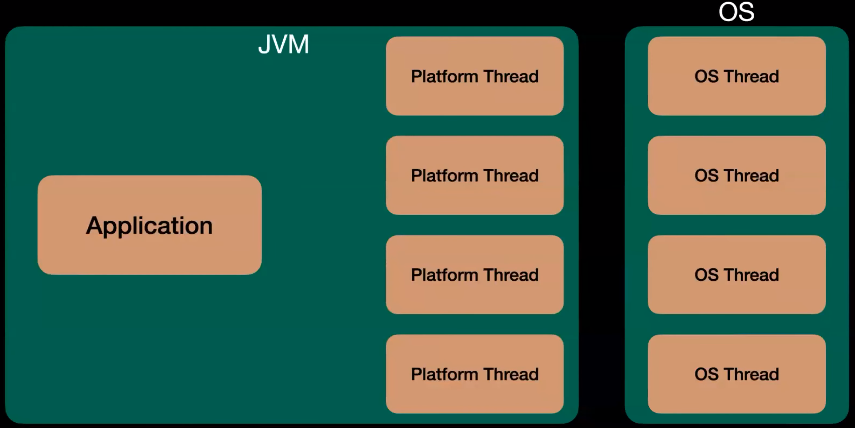 OS
JVM
Platform Thread
OS Thread
Platform Thread
OS Thread
Application
Platform Thread
OS Thread
Platform Thread
OS Thread